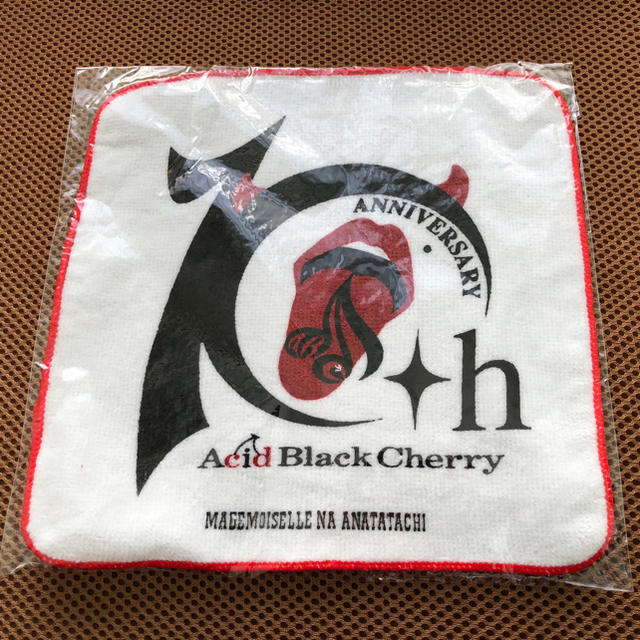 10th
ANNIVERSARY
Acid Black Cherry
MADEMOISELLE NA ANATATACHI